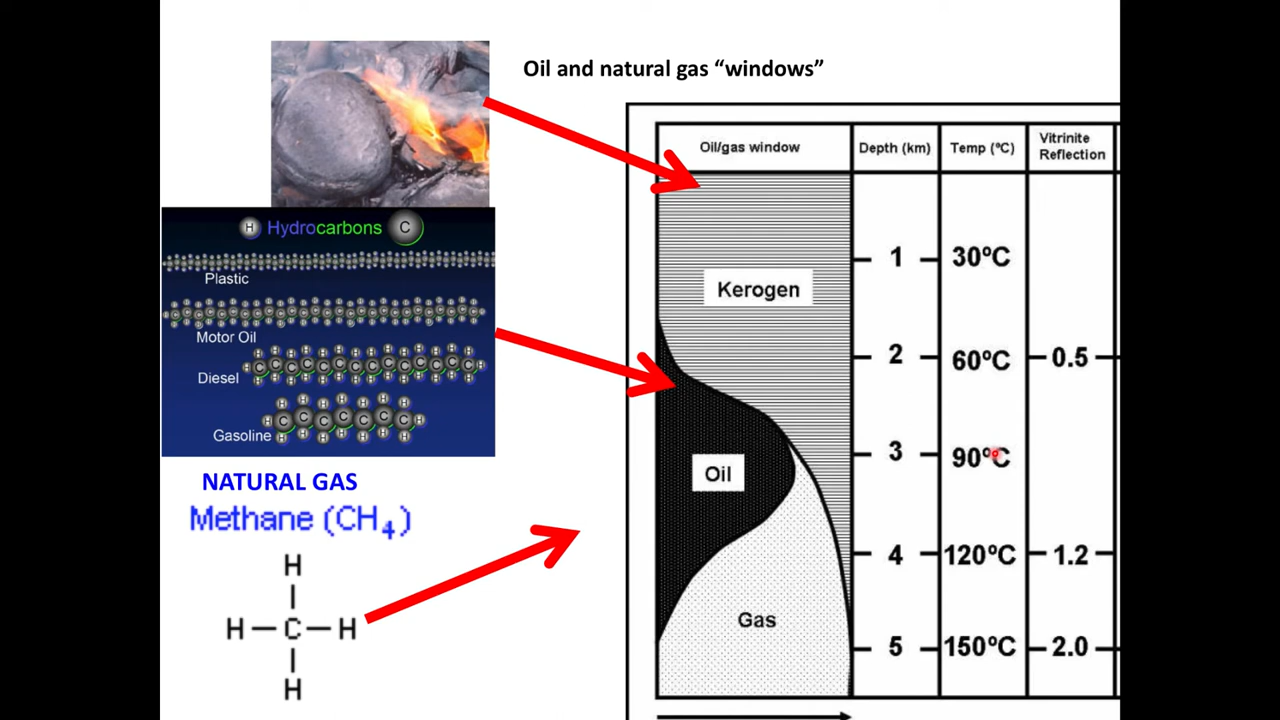 Oil and natural gas “windows”
H Hydrocarbons C
Plastic
Motor Oil
Diesel
Gasoline
NATURAL GAS
Methane (CH₄)
H
H — C — H
H
Oil/gas window
Depth (km)
Temp (ºC)
Vitrinite
Reflection
1
30ºC
Kerogen
2
60ºC
0.5
3
90ºC
Oil
4
120ºC
1.2
Gas
5
150ºC
2.0